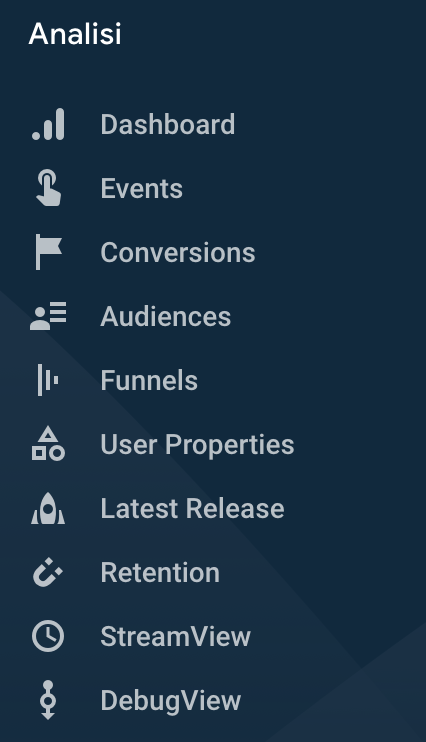 Analisi
Dashboard
Events
Conversions
Audiences
Funnels
User Properties
Latest Release
Retention
StreamView
DebugView